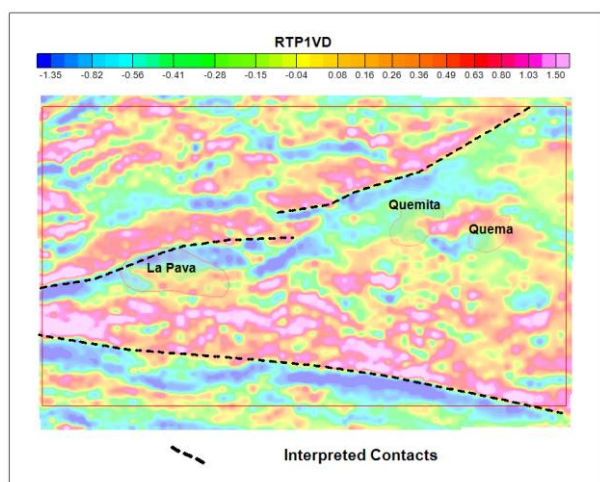 RTP1VD
-1.35 -0.82 -0.56 -0.41 -0.28 -0.15 -0.04 0.08 0.16 0.26 0.36 0.49 0.63 0.80 1.03 1.50
Quemita
Quema
La Pava
Interpreted Contacts